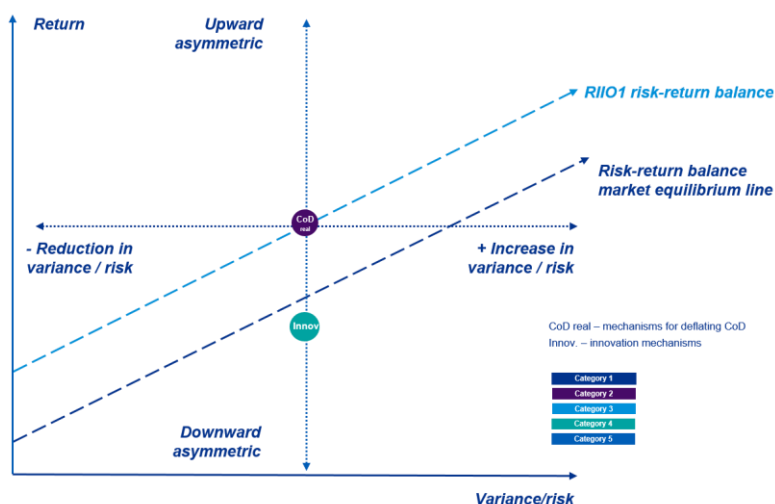 Return
Upward
asymmetric
RIIO1 risk-return balance
Risk-return balance
market equilibrium line
CoD
real
- Reduction in
variance / risk
+ Increase in
variance / risk
Innov
CoD real – mechanisms for deflating CoD
Innov. – innovation mechanisms
Category 1
Category 2
Category 3
Category 4
Category 5
Downward
asymmetric
Variance/risk